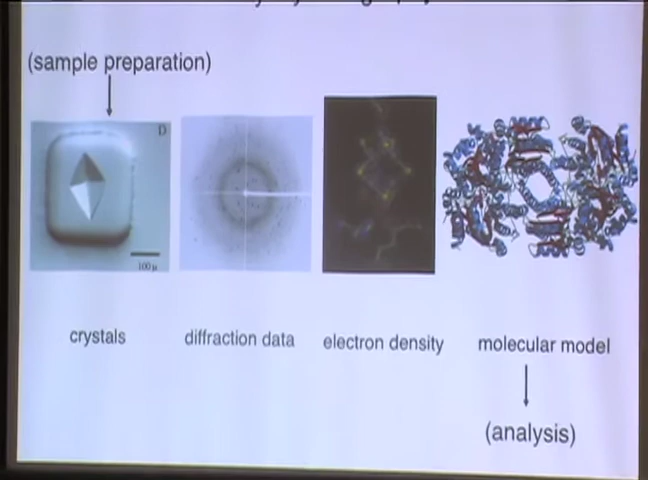 (sample preparation)
D
100 µ
crystals
diffraction data
electron density
molecular model
(analysis)